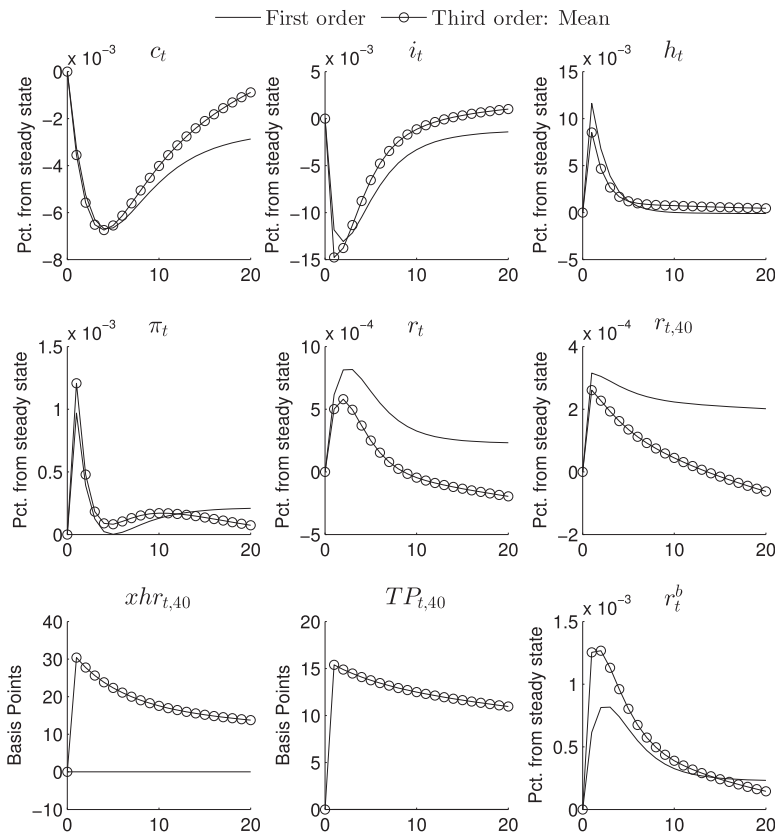 First order Third order: Mean
x 10⁻³ c_t
Pct. from steady state
0
−2
−4
−6
−8
0 10 20
x 10⁻³ i_t
Pct. from steady state
5
0
−5
−10
−15
0 10 20
x 10⁻³ h_t
Pct. from steady state
15
10
5
0
−5
0 10 20
x 10⁻³ π_t
Pct. from steady state
1.5
1
0.5
0
0 10 20
x 10⁻⁴ r_t
Pct. from steady state
10
5
0
−5
0 10 20
x 10⁻⁴ r_{t,40}
Pct. from steady state
4
2
0
−2
0 10 20
xhr_{t,40}
Basis Points
40
30
20
10
0
−10
0 10 20
TP_{t,40}
Basis Points
20
15
10
5
0
0 10 20
x 10⁻³ r_t^b
Pct. from steady state
1.5
1
0.5
0
0 10 20